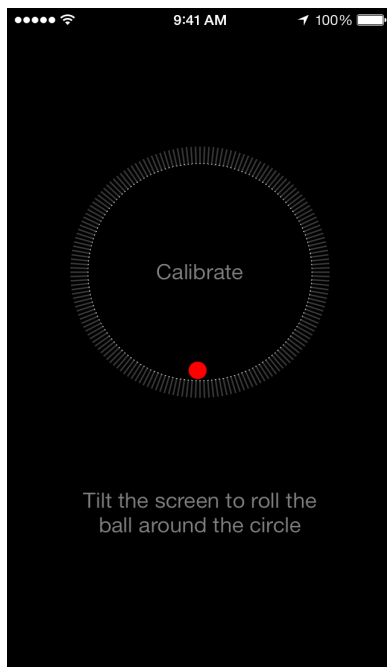 9:41 AM 100%
Calibrate
Tilt the screen to roll the
ball around the circle